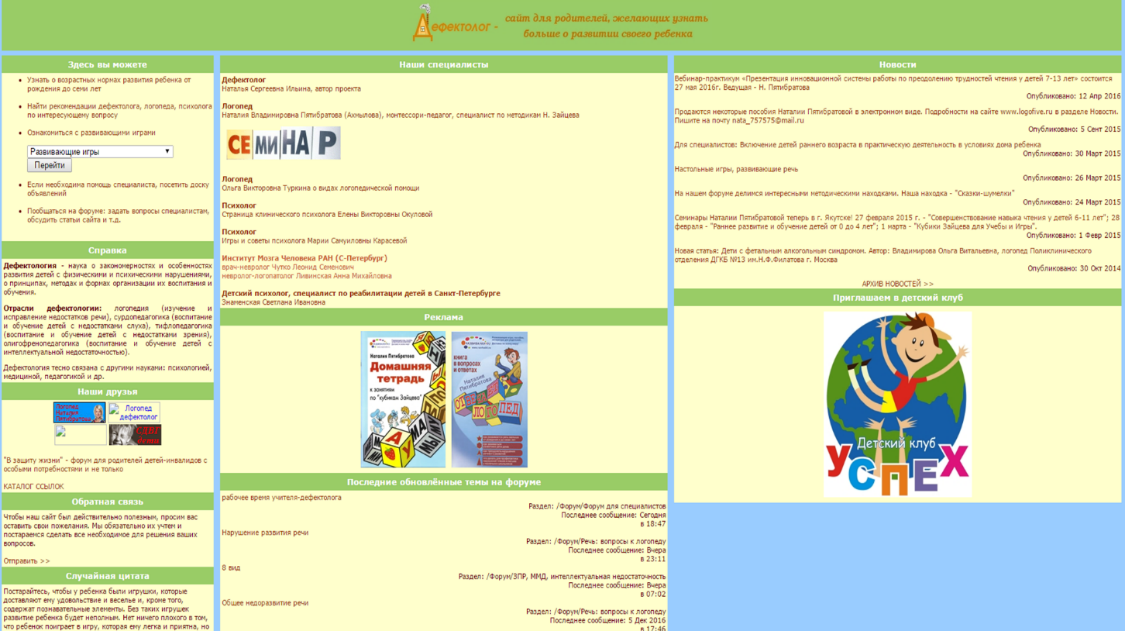 Дефектолог - сайт для родителей, желающих узнать
больше о развитии своего ребенка
Здесь вы можете
Узнать о возрастных нормах развития ребенка от
рождения до семи лет
Найти рекомендации дефектолога, логопеда, психолога
по интересующему вопросу
Ознакомиться с развивающими играми
Развивающие игры
Перейти
Если необходима помощь специалиста, посетить доску
объявлений
Пообщаться на форуме: задать вопросы специалистам,
обсудить статьи сайта и т.д.
Справка
Дефектология - наука о закономерностях и особенностях
развития детей с физическими и психическими нарушениями,
о принципах, методах и формах организации их воспитания и
обучения.
Отрасли дефектологии: логопедия (изучение и
исправление недостатков речи), сурдопедагогика (воспитание
и обучение детей с недостатками слуха), тифлопедагогика
(воспитание и обучение детей с недостатками зрения),
олигофренопедагогика (воспитание и обучение детей с
интеллектуальной недостаточностью).
Дефектология тесно связана с другими науками: психологией,
медициной, педагогикой и др.
Наши друзья
Логопед
Наталья
Пятибратова
Логопед
дефектолог
"В защиту жизни" - форум для родителей детей-инвалидов с
особыми потребностями и не только
КАТАЛОГ ССЫЛОК
Обратная связь
Чтобы наш сайт был действительно полезным, просим вас
оставить свои пожелания. Мы обязательно их учтем и
постараемся сделать все необходимое для решения ваших
вопросов.
Отправить >>
Случайная цитата
Постарайтесь, чтобы у ребенка были игрушки, которые
доставляют ему удовольствие и веселье и, кроме того,
содержат познавательные элементы. Без таких игрушек
развитие ребенка будет неполным. Нет ничего плохого в том,
что ребенок поиграет в игру, которая ему легка и приятна, но
Наши специалисты
Дефектолог
Наталья Сергеевна Ильина, автор проекта
Логопед
Наталия Владимировна Пятибратова (Акмылова), монтессори-педагог, специалист по методикам Н. Зайцева
СЕМИНАР
Логопед
Ольга Викторовна Туркина о видах логопедической помощи
Психолог
Страница клинического психолога Елены Викторовны Окуловой
Психолог
Игры и советы психолога Марии Сануиловны Карасевой
Институт Мозга Человека РАН (С-Петербург)
врач-невролог Чутко Леонид Семенович
невролог-логопатолог Ливинская Анна Михайловна
Детский психолог, специалист по реабилитации детей в Санкт-Петербурге
Знаменская Светлана Ивановна
Реклама
Наталия Пятибратова
Домашняя
тетрадь
к занятиям
по "кубикам Зайцева"
книга
в вопросах
и ответах
Последние обновлённые темы на форуме
рабочее время учителя-дефектолога
Раздел: /Форум/Форум для специалистов
Последнее сообщение: Сегодня
в 18:47
Нарушение развития речи
Раздел: /Форум/Речь: вопросы к логопеду
Последнее сообщение: Вчера
в 23:11
8 вид
Раздел: /Форум/ЗПР, ММД, интеллектуальная недостаточность
Последнее сообщение: Вчера
в 07:02
Общее недоразвитие речи
Раздел: /Форум/Речь: вопросы к логопеду
Последнее сообщение: 5 Дек 2016
в 17:46
Новости
Вебинар-практикум «Презентация инновационной системы работы по преодолению трудностей чтения у детей 7-13 лет» состоится
27 мая 2016г. Ведущая - Н. Пятибратова
Опубликовано: 12 Апр 2016
Продаются некоторые пособия Наталии Пятибратовой в электронном виде. Подробности на сайте www.logofive.ru в разделе Новости.
Пишите на почту nata_757575@mail.ru
Опубликовано: 5 Сент 2015
Для специалистов: Включение детей раннего возраста в практическую деятельность в условиях дома ребенка
Опубликовано: 30 Март 2015
Настольные игры, развивающие речь
Опубликовано: 26 Март 2015
На нашем форуме делимся интересными методическими находками. Наша находка - "Сказки-шумелки"
Опубликовано: 24 Март 2015
Семинары Наталии Пятибратовой теперь в г. Якутске! 27 февраля 2015 г. - "Совершенствование навыка чтения у детей 6-11 лет"; 28
февраля - "Раннее развитие и обучение детей от 0 до 4 лет"; 1 марта - "Кубики Зайцева для Учебы и Игры".
Опубликовано: 1 Февр 2015
Новая статья: Дети с фетальным алкогольным синдромом. Автор: Владимирова Ольга Витальевна, логопед Поликлинического
отделения ДГКБ №13 им.Н.Ф.Филатова г. Москва
Опубликовано: 30 Окт 2014
АРХИВ НОВОСТЕЙ >>
Приглашаем в детский клуб
Детский клуб
УСПЕХ